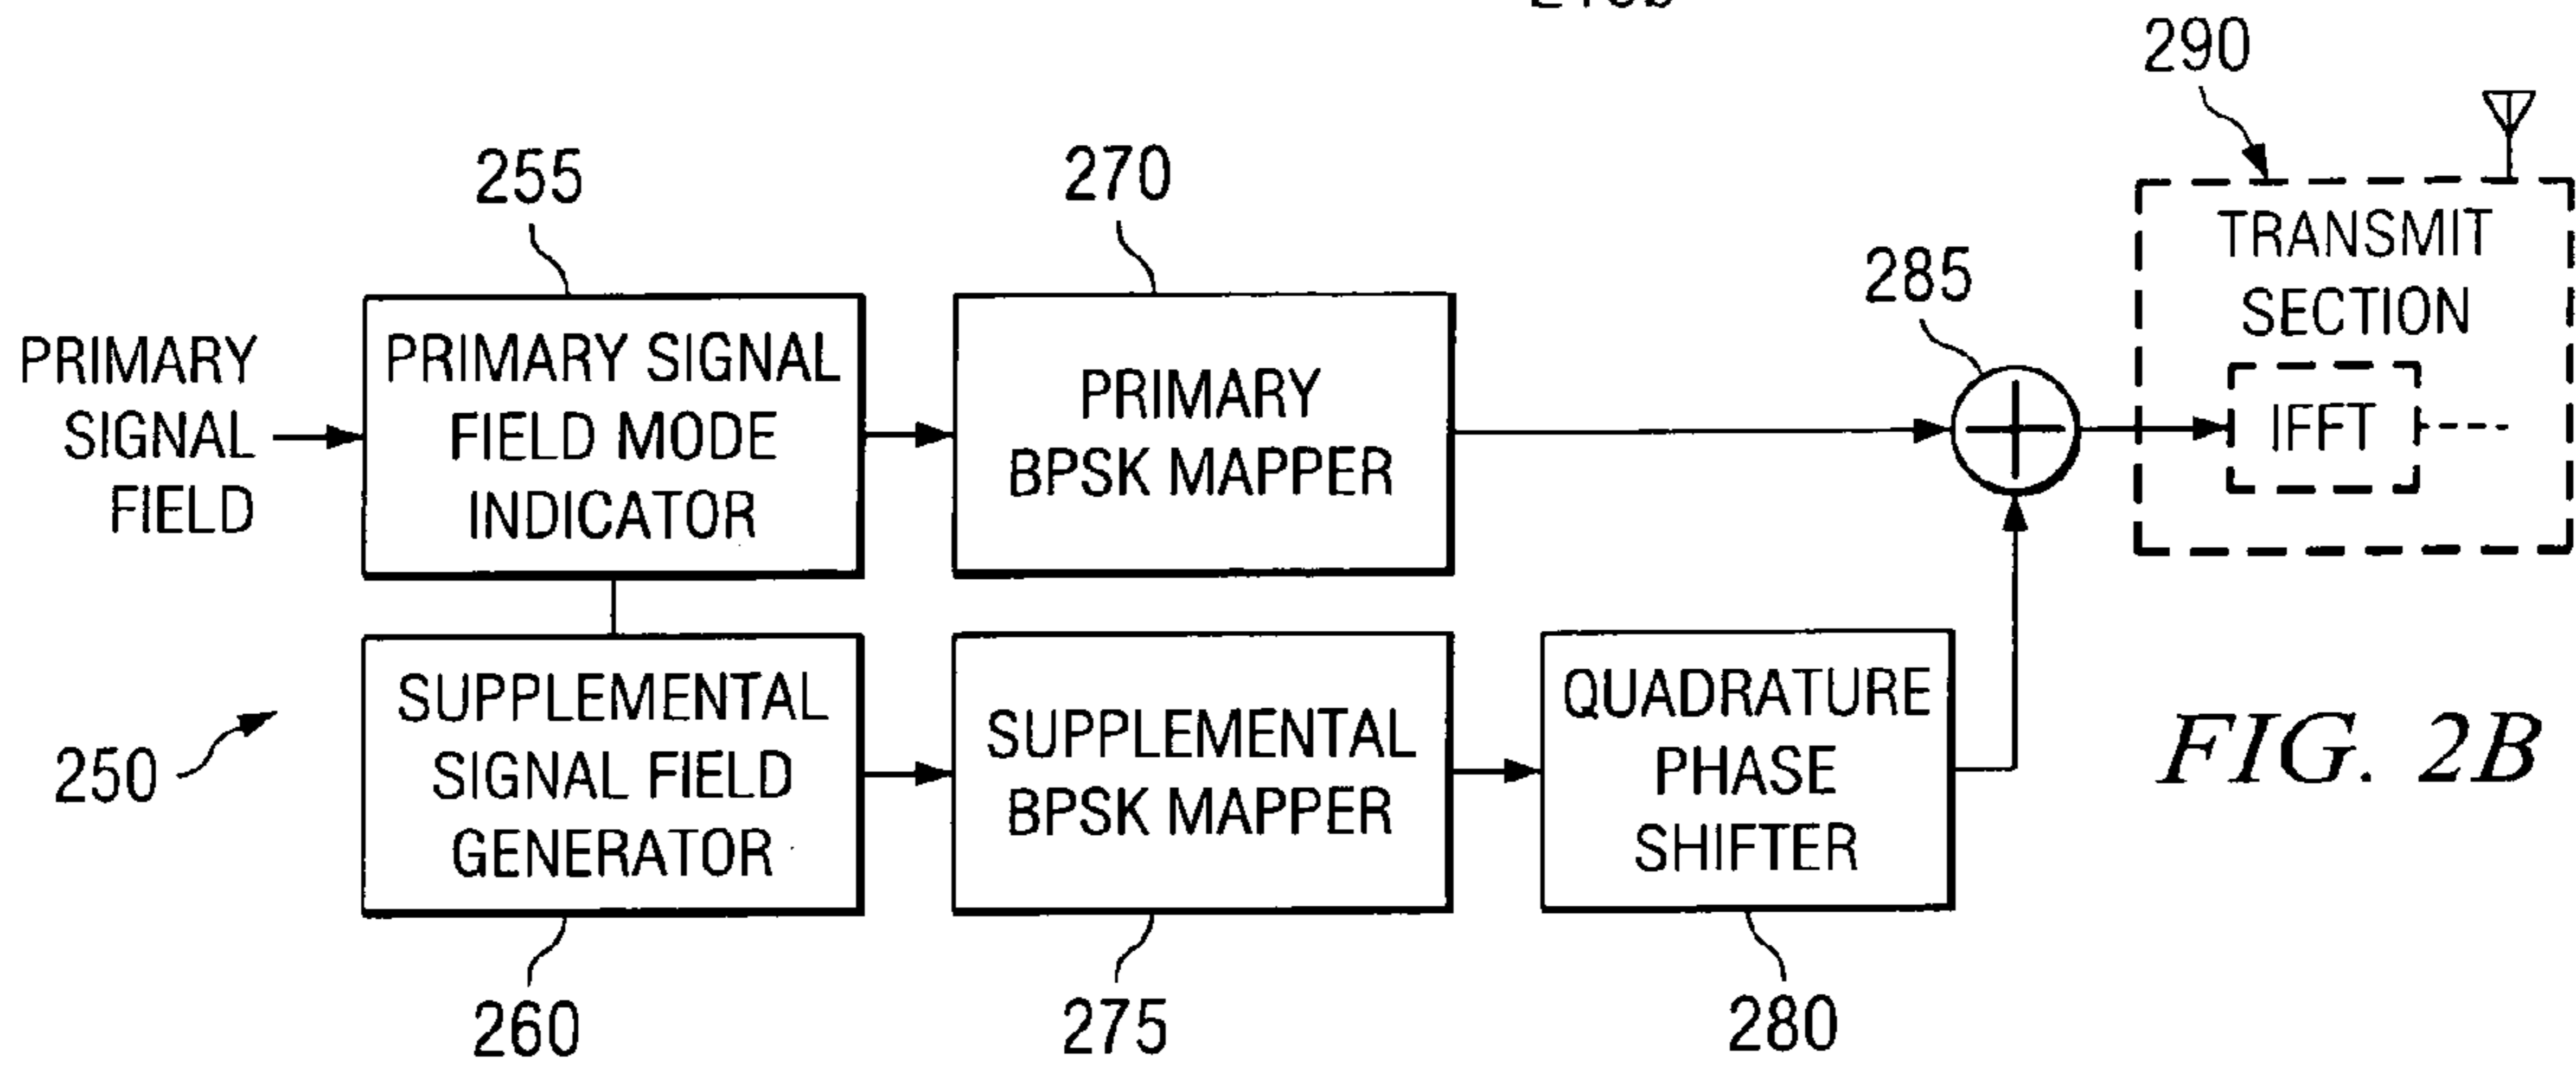 290
255
270
285
PRIMARY
SIGNAL
FIELD
PRIMARY SIGNAL
FIELD MODE
INDICATOR
PRIMARY
BPSK MAPPER
TRANSMIT
SECTION
IFFT
250
SUPPLEMENTAL
SIGNAL FIELD
GENERATOR
SUPPLEMENTAL
BPSK MAPPER
QUADRATURE
PHASE
SHIFTER
FIG. 2B
260
275
280